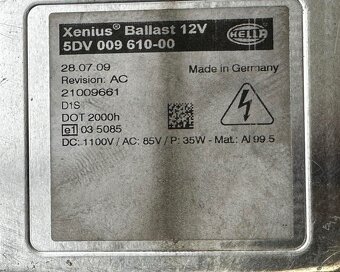 Xenius® Ballast 12V
5DV 009 610-00
HELLA
28.07.09
Made in Germany
Revision: AC
21009661
D1S
DOT 2000h
e1 03 5085
DC: 1100V / AC: 85V / P: 35W - Mat.: Al 99.5